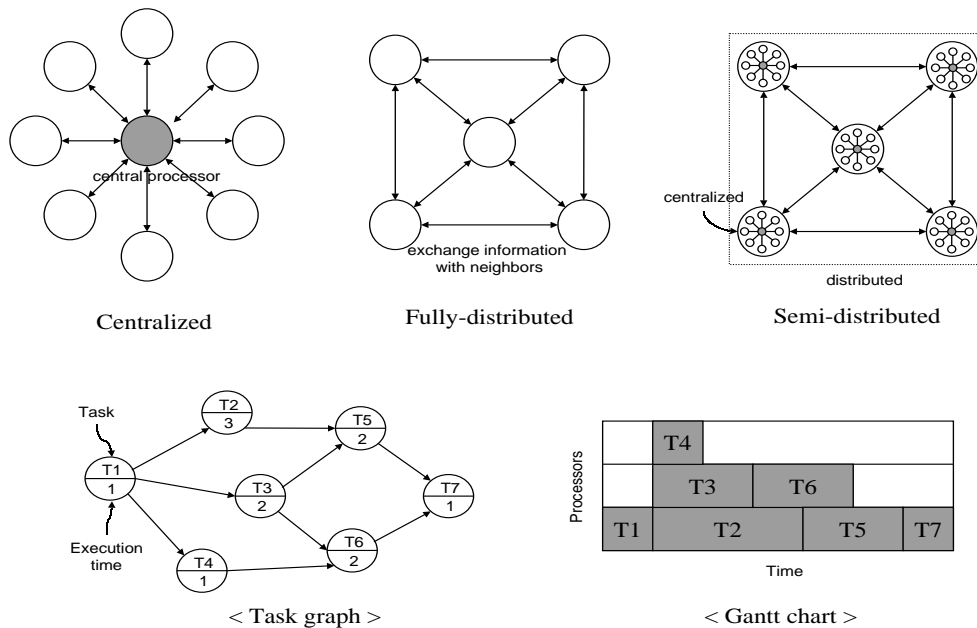 central processor
exchange information
with neighbors
centralized
distributed
Centralized
Fully-distributed
Semi-distributed
Task
T1
1
Execution
time
T2
3
T3
2
T4
1
T5
2
T6
2
T7
1
< Task graph >
Processors
T4
T3
T6
T1
T2
T5
T7
Time
< Gantt chart >